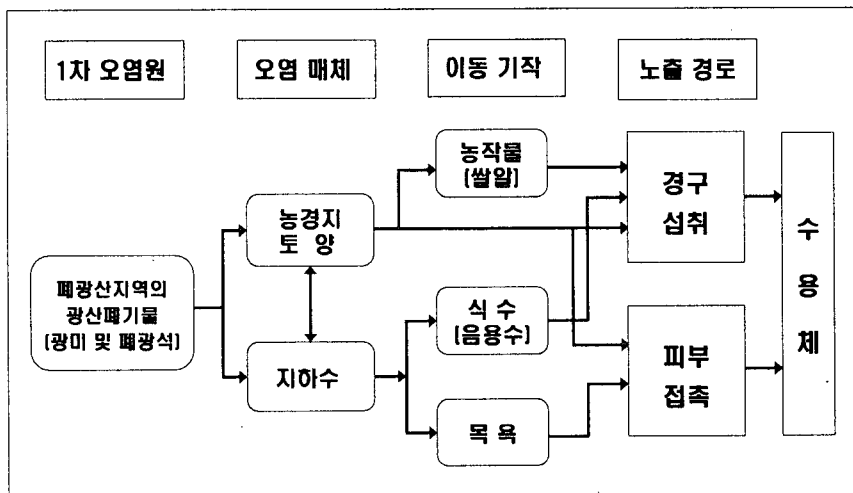 1차 오염원
오염 매체
이동 기작
노출 경로
폐광산지역의
광산폐기물
(광미 및 폐광석)
농경지
토 양
지하수
농작물
(쌀알)
식 수
(음용수)
목 욕
경구
섭취
피부
접촉
수
용
체